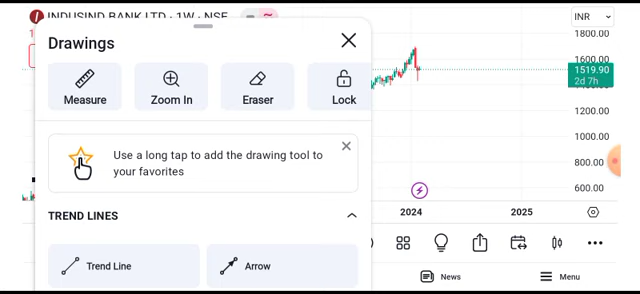 INDUSIND BANK LTD · 1W · NSE
INR
Drawings
Measure
Zoom In
Eraser
Lock
Use a long tap to add the drawing tool to
your favorites
TREND LINES
Trend Line
Arrow
1800.00
1600.00
1519.90
2d 7h
1200.00
1000.00
800.00
600.00
2024
2025
News
Menu